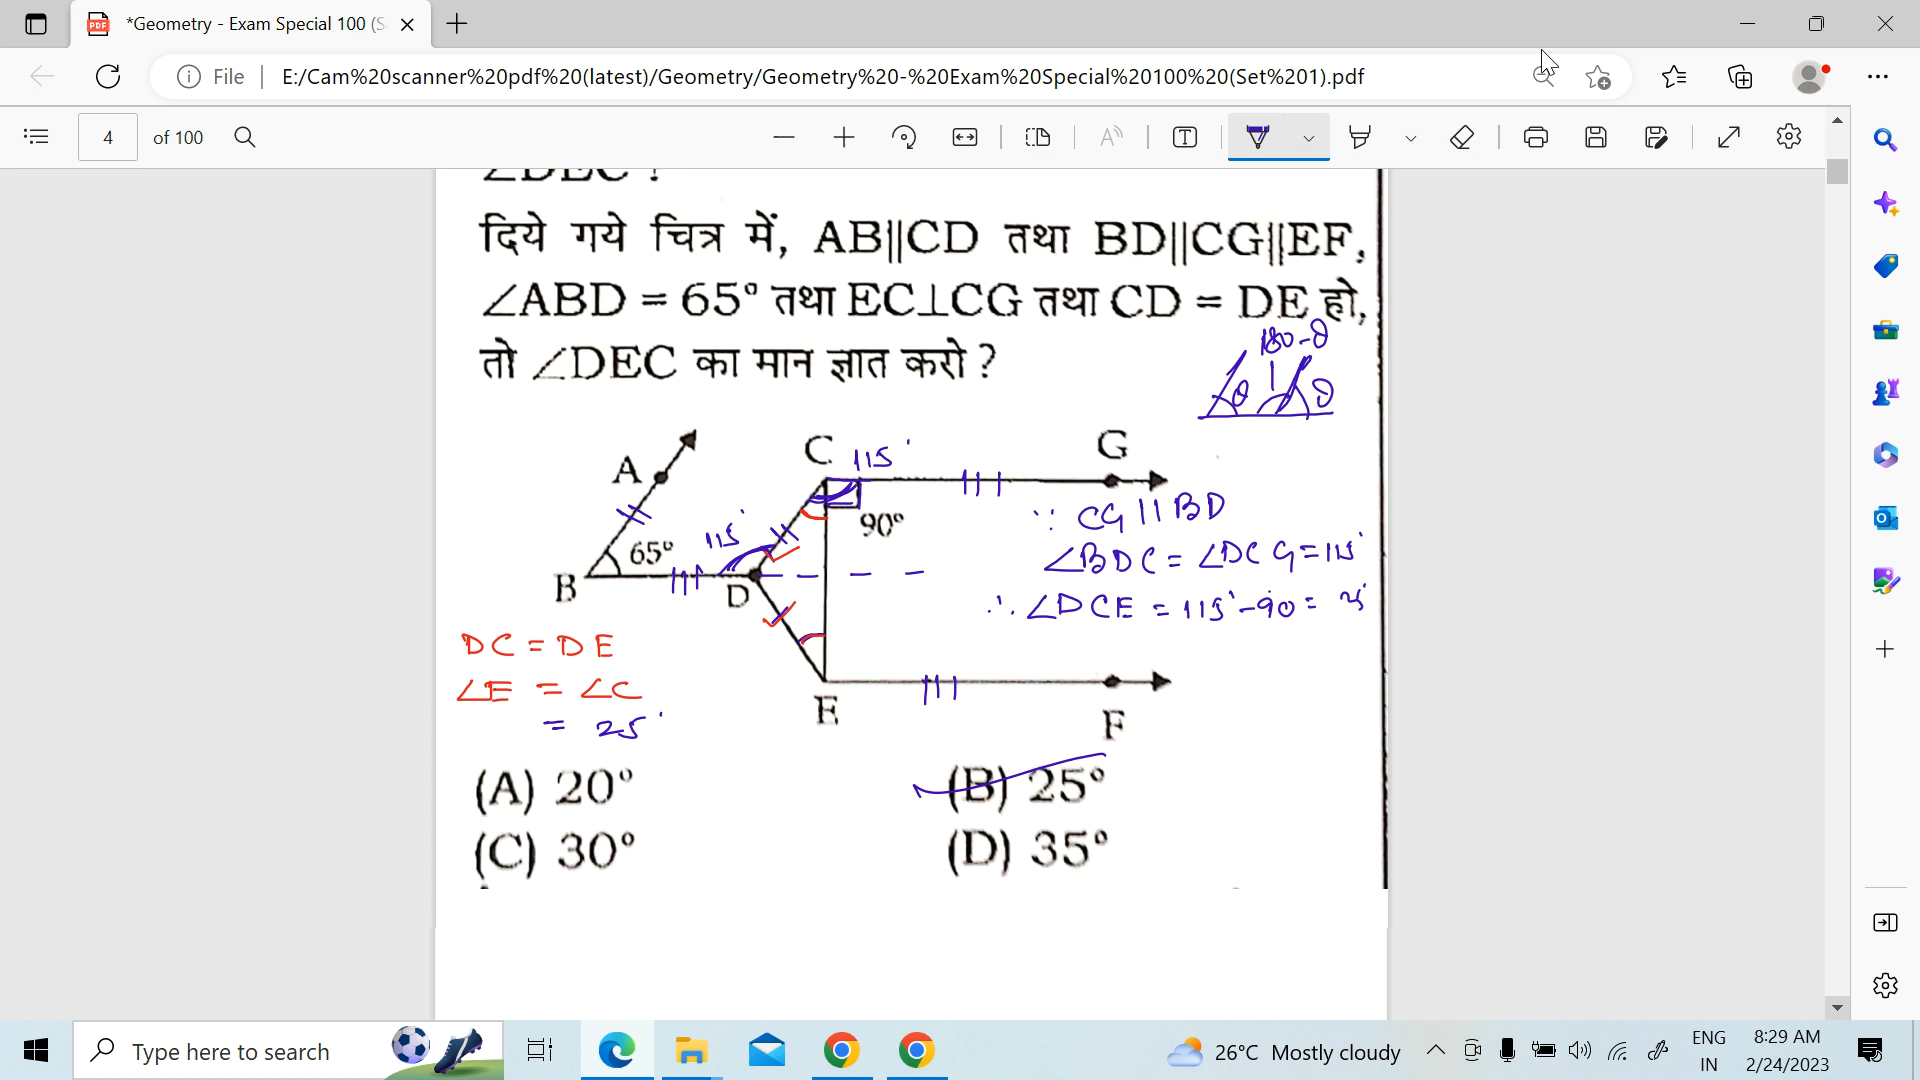 *Geometry - Exam Special 100 (S
File
E:/Cam%20scanner%20pdf%20(latest)/Geometry/Geometry%20-%20Exam%20Special%20100%20(Set%201).pdf
4 of 100
∠DEC ?
दिये गये चित्र में, AB||CD तथा BD||CG||EF,
∠ABD = 65° तथा EC⊥CG तथा CD = DE हो,
तो ∠DEC का मान ज्ञात करो ?
180-θ
θ θ
A C 115° G
B 65° 115° D 90°
∵ CG || BD
∠BDC = ∠DCG = 115°
∴ ∠DCE = 115° - 90 = 25°
DC = DE
∠E = ∠C
= 25°
E F
(A) 20° (B) 25°
(C) 30° (D) 35°
Type here to search
26°C Mostly cloudy
ENG
IN
8:29 AM
2/24/2023